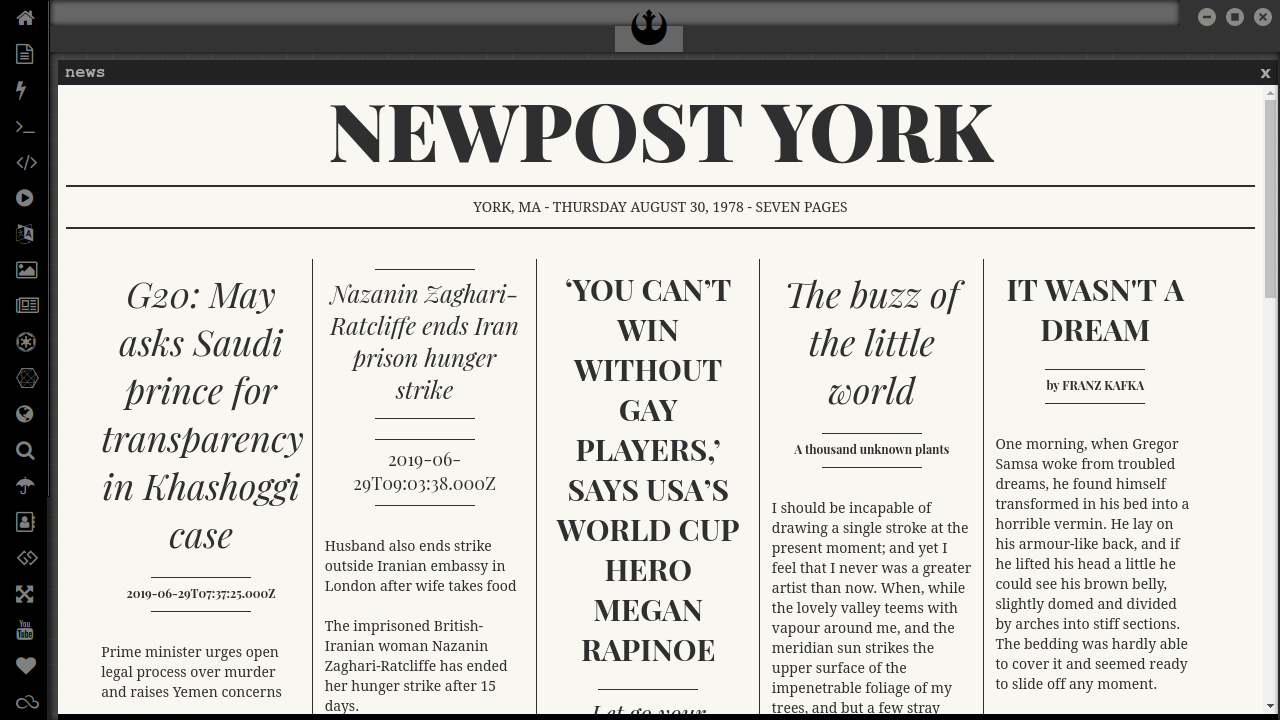 news
x
NEWPOST YORK
YORK, MA - THURSDAY AUGUST 30, 1978 - SEVEN PAGES
G20: May
asks Saudi
prince for
transparency
in Khashoggi
case
2019-06-29T07:37:25.000Z
Prime minister urges open
legal process over murder
and raises Yemen concerns
Nazanin Zaghari-
Ratcliffe ends Iran
prison hunger
strike
2019-06-
29T09:03:38.000Z
Husband also ends strike
outside Iranian embassy in
London after wife takes food
The imprisoned British-
Iranian woman Nazanin
Zaghari-Ratcliffe has ended
her hunger strike after 15
days.
‘YOU CAN’T
WIN
WITHOUT
GAY
PLAYERS,’
SAYS USA’S
WORLD CUP
HERO
MEGAN
RAPINOE
Let go your
The buzz of
the little
world
A thousand unknown plants
I should be incapable of
drawing a single stroke at the
present moment; and yet I
feel that I never was a greater
artist than now. When, while
the lovely valley teems with
vapour around me, and the
meridian sun strikes the
upper surface of the
impenetrable foliage of my
trees, and but a few stray
IT WASN'T A
DREAM
by FRANZ KAFKA
One morning, when Gregor
Samsa woke from troubled
dreams, he found himself
transformed in his bed into a
horrible vermin. He lay on
his armour-like back, and if
he lifted his head a little he
could see his brown belly,
slightly domed and divided
by arches into stiff sections.
The bedding was hardly able
to cover it and seemed ready
to slide off any moment.
You
Tube